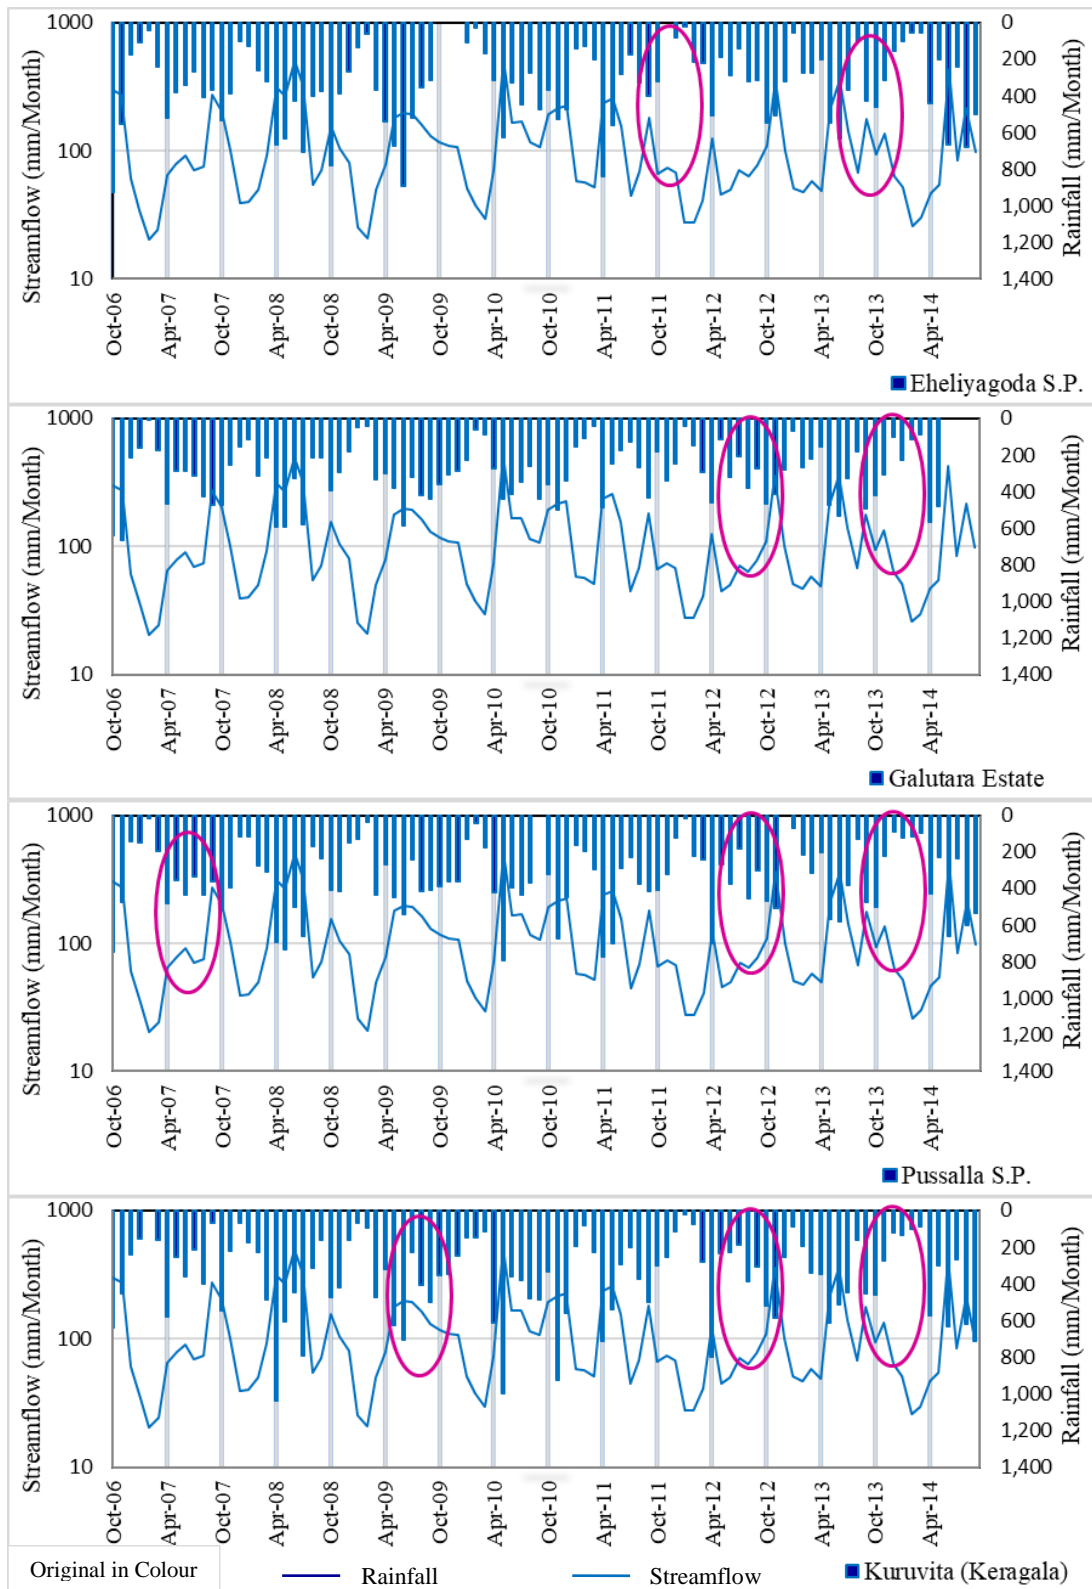 1000
100
10
Streamflow (mm/Month)
0
200
400
600
800
1,000
1,200
1,400
Rainfall (mm/Month)
Oct-06
Apr-07
Oct-07
Apr-08
Oct-08
Apr-09
Oct-09
Apr-10
Oct-10
Apr-11
Oct-11
Apr-12
Oct-12
Apr-13
Oct-13
Apr-14
Eheliyagoda S.P.
1000
100
10
Streamflow (mm/Month)
0
200
400
600
800
1,000
1,200
1,400
Rainfall (mm/Month)
Oct-06
Apr-07
Oct-07
Apr-08
Oct-08
Apr-09
Oct-09
Apr-10
Oct-10
Apr-11
Oct-11
Apr-12
Oct-12
Apr-13
Oct-13
Apr-14
Galutara Estate
1000
100
10
Streamflow (mm/Month)
0
200
400
600
800
1,000
1,200
1,400
Rainfall (mm/Month)
Oct-06
Apr-07
Oct-07
Apr-08
Oct-08
Apr-09
Oct-09
Apr-10
Oct-10
Apr-11
Oct-11
Apr-12
Oct-12
Apr-13
Oct-13
Apr-14
Pussalla S.P.
1000
100
10
Streamflow (mm/Month)
0
200
400
600
800
1,000
1,200
1,400
Rainfall (mm/Month)
Oct-06
Apr-07
Oct-07
Apr-08
Oct-08
Apr-09
Oct-09
Apr-10
Oct-10
Apr-11
Oct-11
Apr-12
Oct-12
Apr-13
Oct-13
Apr-14
Original in Colour
Rainfall
Streamflow
Kuruvita (Keragala)